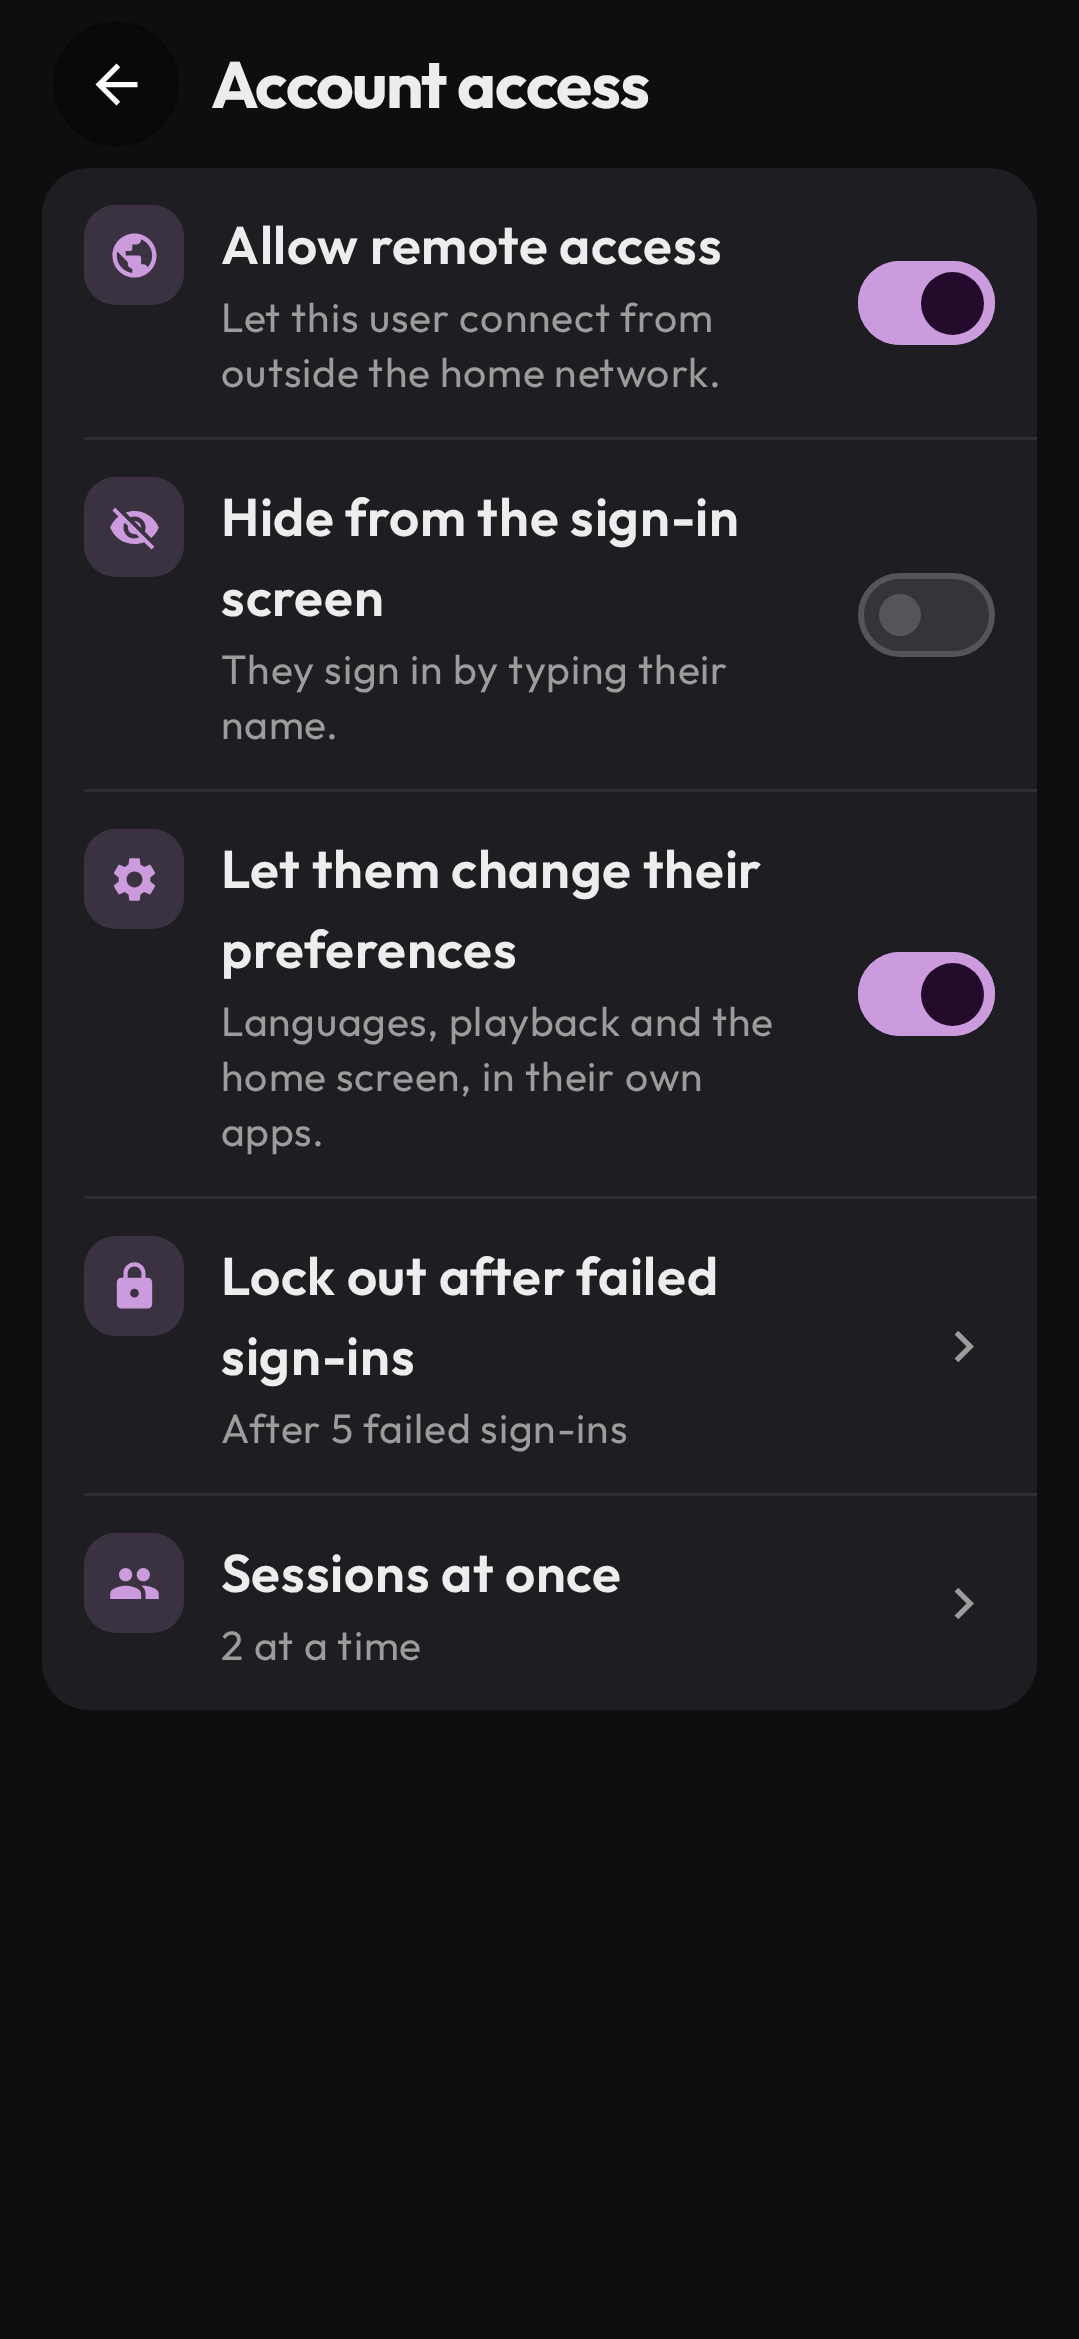 Account access
Allow remote access
Let this user connect from
outside the home network.
Hide from the sign-in
screen
They sign in by typing their
name.
Let them change their
preferences
Languages, playback and the
home screen, in their own
apps.
Lock out after failed
sign-ins
After 5 failed sign-ins
Sessions at once
2 at a time